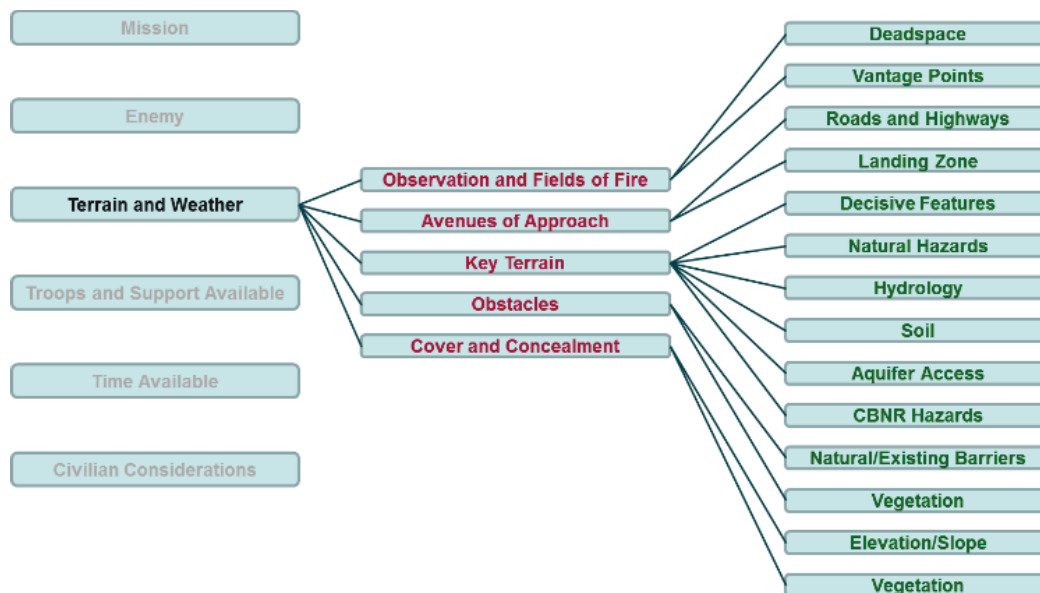 Mission
Enemy
Terrain and Weather
Troops and Support Available
Time Available
Civilian Considerations
Observation and Fields of Fire
Avenues of Approach
Key Terrain
Obstacles
Cover and Concealment
Deadspace
Vantage Points
Roads and Highways
Landing Zone
Decisive Features
Natural Hazards
Hydrology
Soil
Aquifer Access
CBNR Hazards
Natural/Existing Barriers
Vegetation
Elevation/Slope
Vegetation